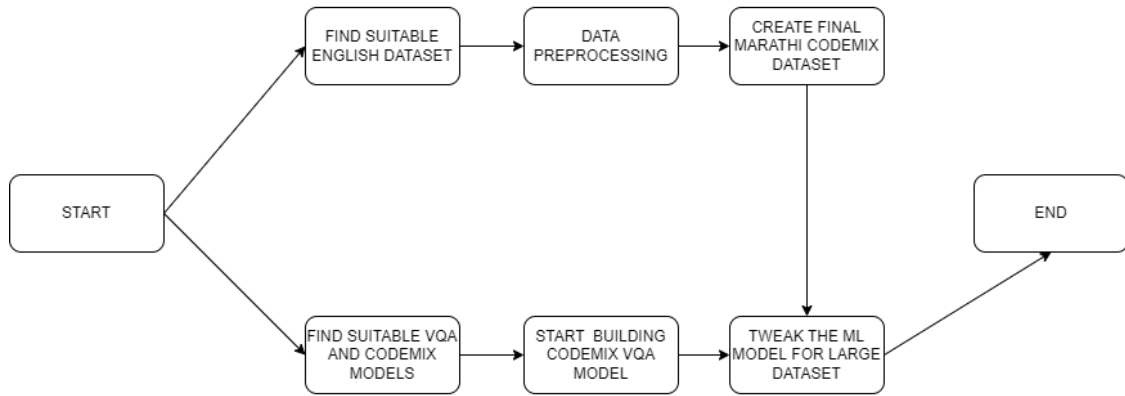 FIND SUITABLE
ENGLISH DATASET
DATA
PREPROCESSING
CREATE FINAL
MARATHI CODEMIX
DATASET
START
END
FIND SUITABLE VQA
AND CODEMIX
MODELS
START BUILDING
CODEMIX VQA
MODEL
TWEAK THE ML
MODEL FOR LARGE
DATASET